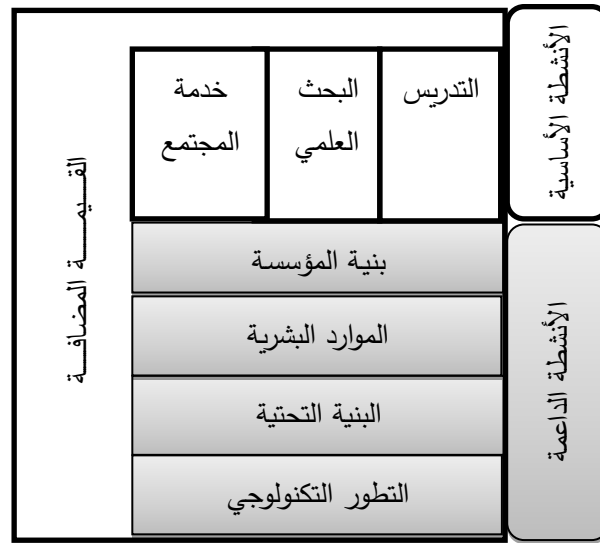 الأنشطة الأساسية
التدريس
البحث
العلمي
خدمة
المجتمع
القيمة المضافة
الأنشطة الداعمة
بنية المؤسسة
الموارد البشرية
البنية التحتية
التطور التكنولوجي